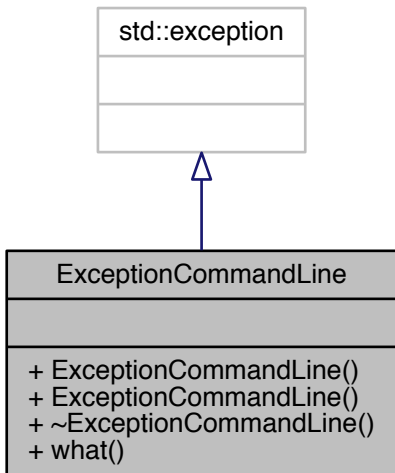 std::exception
ExceptionCommandLine
+ ExceptionCommandLine()
+ ExceptionCommandLine()
+ ~ExceptionCommandLine()
+ what()